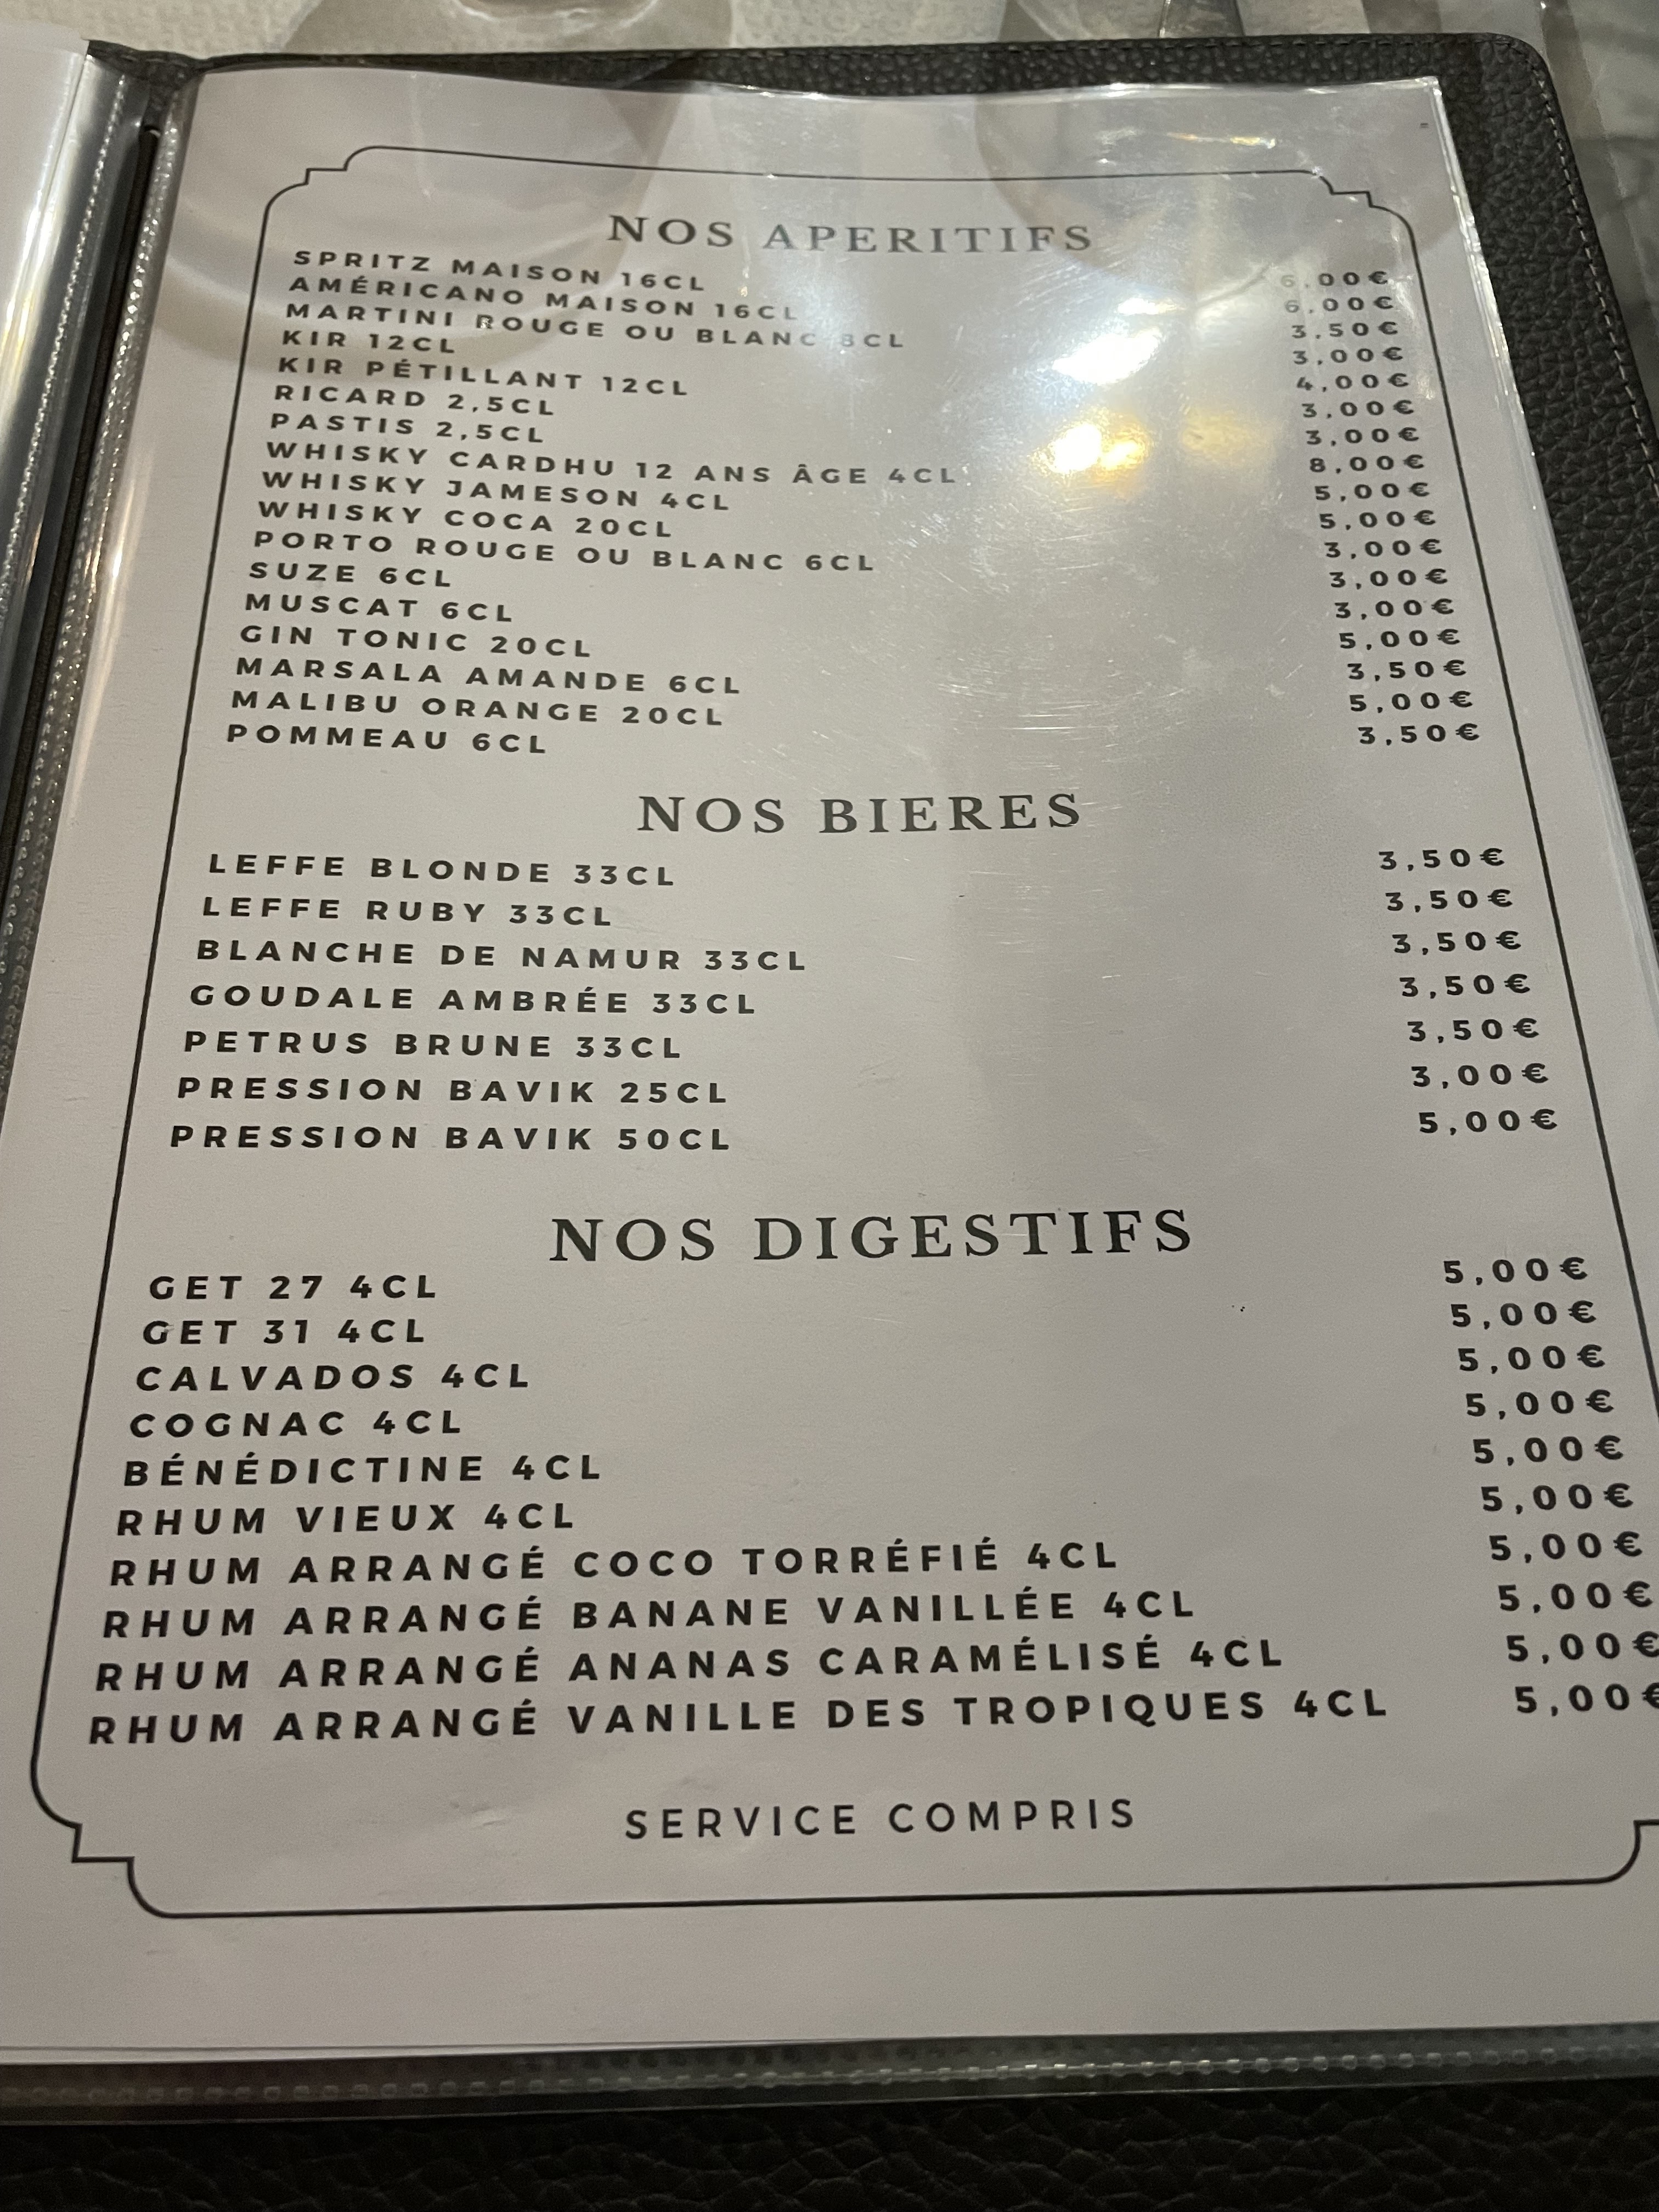 NOS APERITIFS
SPRITZ MAISON 16CL 6,00€
AMÉRICANO MAISON 16CL 6,00€
MARTINI ROUGE OU BLANC 8CL 3,50€
KIR 12CL 3,00€
KIR PÉTILLANT 12CL 4,00€
RICARD 2,5CL 3,00€
PASTIS 2,5CL 3,00€
WHISKY CARDHU 12 ANS ÂGE 4CL 8,00€
WHISKY JAMESON 4CL 5,00€
WHISKY COCA 20CL 5,00€
PORTO ROUGE OU BLANC 6CL 3,00€
SUZE 6CL 3,00€
MUSCAT 6CL 3,00€
GIN TONIC 20CL 5,00€
MARSALA AMANDE 6CL 3,50€
MALIBU ORANGE 20CL 5,00€
POMMEAU 6CL 3,50€
NOS BIERES
LEFFE BLONDE 33CL 3,50€
LEFFE RUBY 33CL 3,50€
BLANCHE DE NAMUR 33CL 3,50€
GOUDALE AMBRÉE 33CL 3,50€
PETRUS BRUNE 33CL 3,50€
PRESSION BAVIK 25CL 3,00€
PRESSION BAVIK 50CL 5,00€
NOS DIGESTIFS
GET 27 4CL 5,00€
GET 31 4CL 5,00€
CALVADOS 4CL 5,00€
COGNAC 4CL 5,00€
BÉNÉDICTINE 4CL 5,00€
RHUM VIEUX 4CL 5,00€
RHUM ARRANGÉ COCO TORRÉFIÉ 4CL 5,00€
RHUM ARRANGÉ BANANE VANILLÉE 4CL 5,00€
RHUM ARRANGÉ ANANAS CARAMÉLISÉ 4CL 5,00€
RHUM ARRANGÉ VANILLE DES TROPIQUES 4CL 5,00€
SERVICE COMPRIS